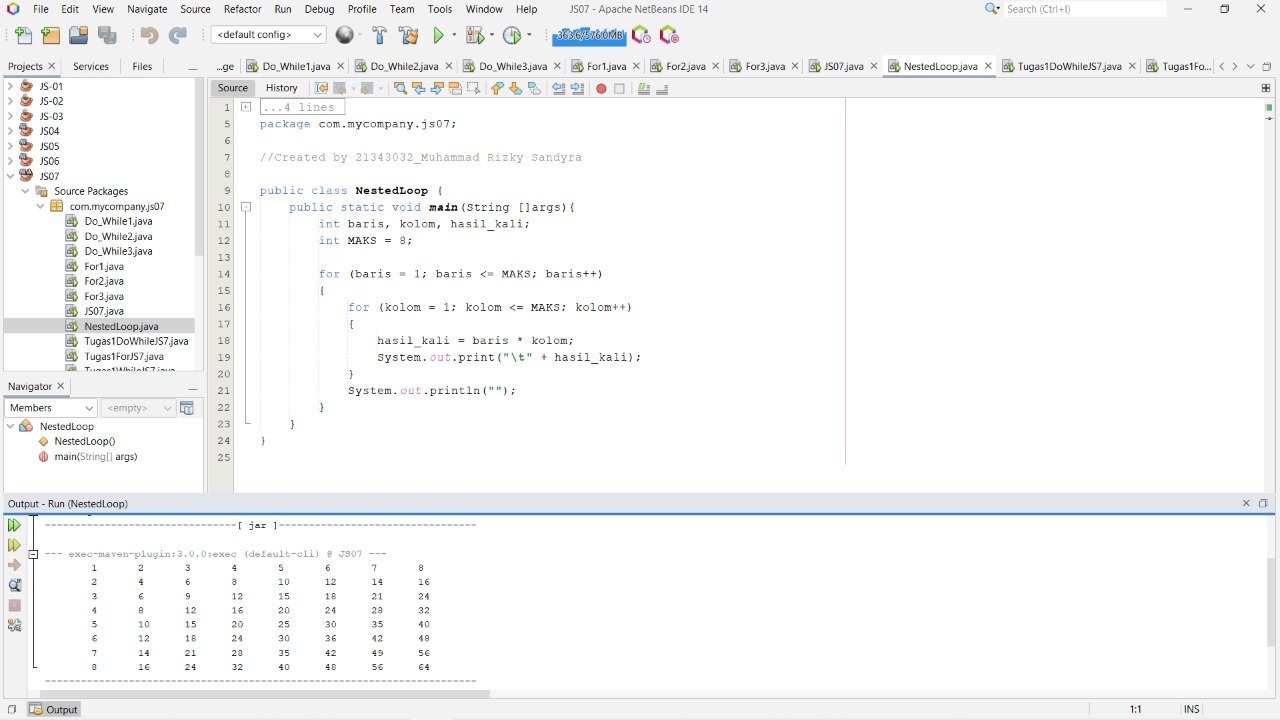 File Edit View Navigate Source Refactor Run Debug Profile Team Tools Window Help JS07 - Apache NetBeans IDE 14 Search (Ctrl+I)
<default config> 363.6/576.0MB
Projects Services Files ...ge Do_While1.java Do_While2.java Do_While3.java For1.java For2.java For3.java JS07.java NestedLoop.java Tugas1DoWhileJS7.java Tugas1Fo...
Source History
JS-01
JS-02
JS-03
JS04
JS05
JS06
JS07
Source Packages
com.mycompany.js07
Do_While1.java
Do_While2.java
Do_While3.java
For1.java
For2.java
For3.java
JS07.java
NestedLoop.java
Tugas1DoWhileJS7.java
Tugas1ForJS7.java
Tugas1WhileJS7.java
Navigator
Members <empty>
NestedLoop
NestedLoop()
main(String[] args)
1 ...4 lines
5 package com.mycompany.js07;
6
7 //Created by 21343032_Muhammad Rizky Sandyra
8
9 public class NestedLoop {
10 public static void main(String []args){
11 int baris, kolom, hasil_kali;
12 int MAKS = 8;
13
14 for (baris = 1; baris <= MAKS; baris++)
15 {
16 for (kolom = 1; kolom <= MAKS; kolom++)
17 {
18 hasil_kali = baris * kolom;
19 System.out.print("\t" + hasil_kali);
20 }
21 System.out.println("");
22 }
23 }
24 }
25
Output - Run (NestedLoop)
--------------------------------[ jar ]---------------------------------
--- exec-maven-plugin:3.0.0:exec (default-cli) @ JS07 ---
1 2 3 4 5 6 7 8
2 4 6 8 10 12 14 16
3 6 9 12 15 18 21 24
4 8 12 16 20 24 28 32
5 10 15 20 25 30 35 40
6 12 18 24 30 36 42 48
7 14 21 28 35 42 49 56
8 16 24 32 40 48 56 64
------------------------------------------------------------------------
Output 1:1 INS